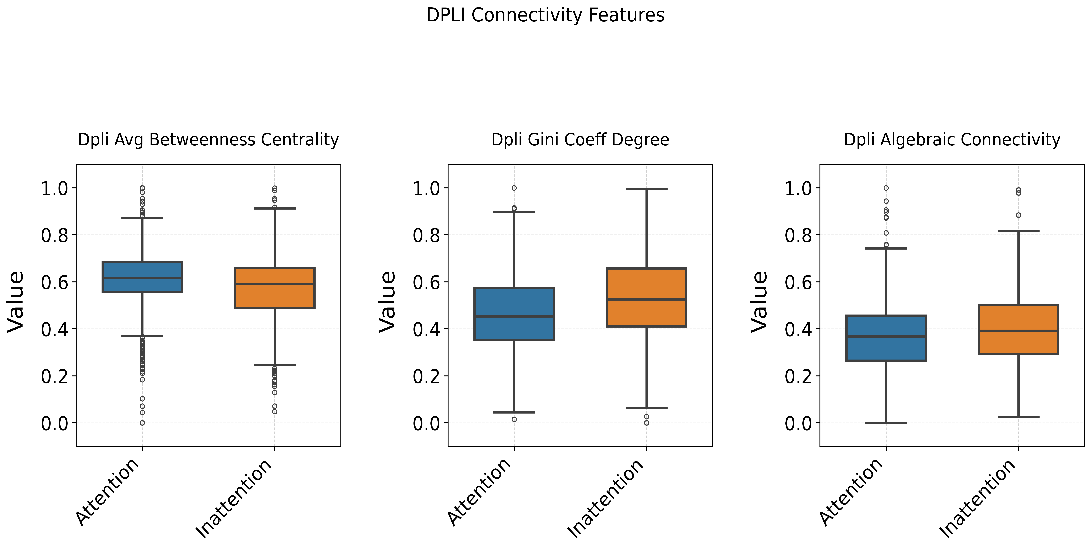 DPLI Connectivity Features
Dpli Avg Betweenness Centrality
Value
1.0
0.8
0.6
0.4
0.2
0.0
Attention
Inattention
Dpli Gini Coeff Degree
Value
1.0
0.8
0.6
0.4
0.2
0.0
Attention
Inattention
Dpli Algebraic Connectivity
Value
1.0
0.8
0.6
0.4
0.2
0.0
Attention
Inattention